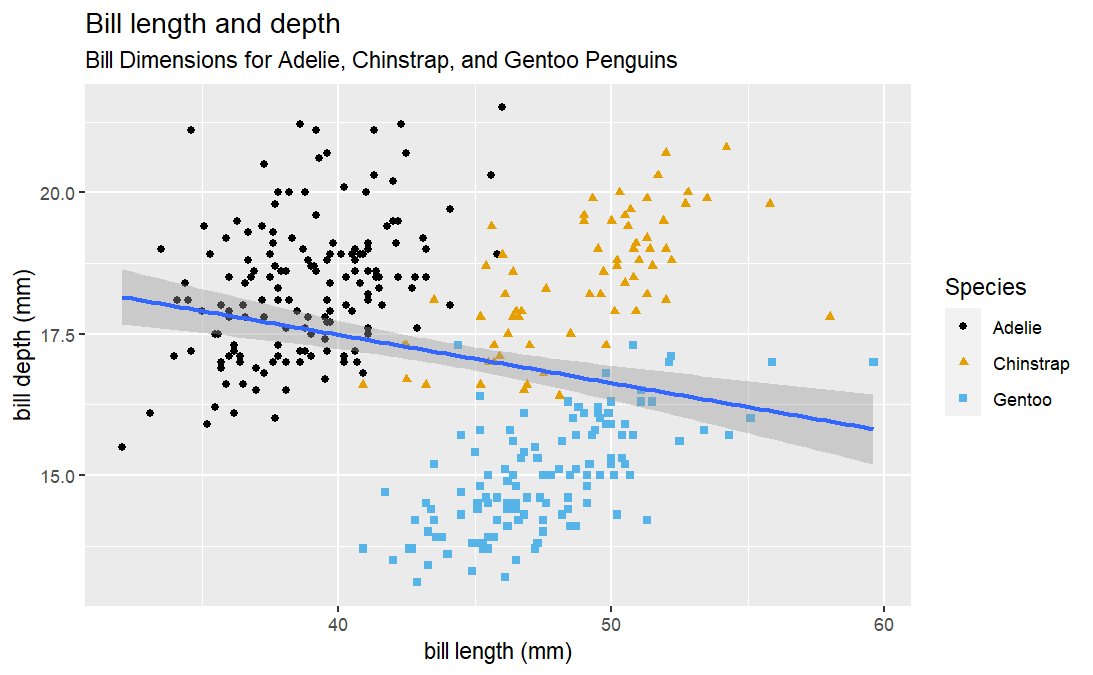 Bill length and depth
Bill Dimensions for Adelie, Chinstrap, and Gentoo Penguins
20.0
17.5
15.0
bill depth (mm)
40
50
60
bill length (mm)
Species
Adelie
Chinstrap
Gentoo